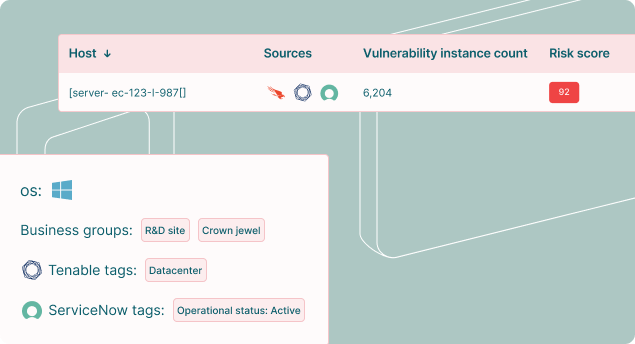 Host ↓ Sources Vulnerability instance count Risk score
[server- ec-123-I-987[] 6,204 92
os:
Business groups: R&D site Crown jewel
Tenable tags: Datacenter
ServiceNow tags: Operational status: Active